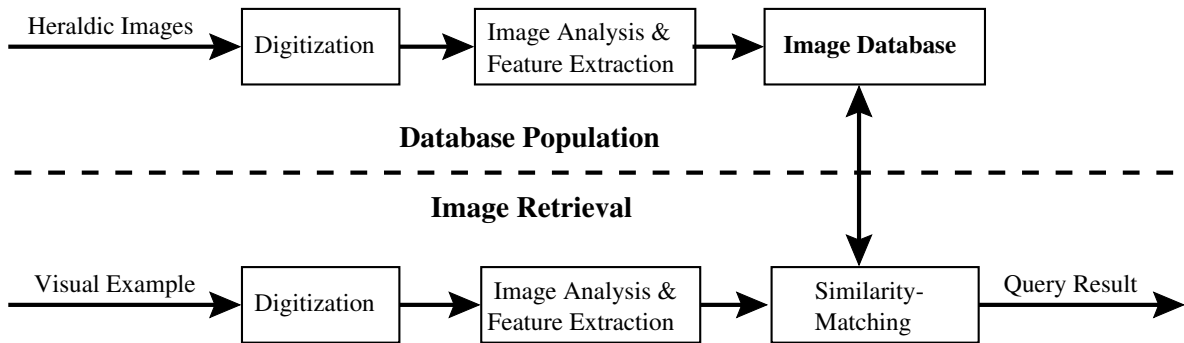 Heraldic Images
Digitization
Image Analysis &
Feature Extraction
Image Database
Database Population
Image Retrieval
Visual Example
Digitization
Image Analysis &
Feature Extraction
Similarity-
Matching
Query Result